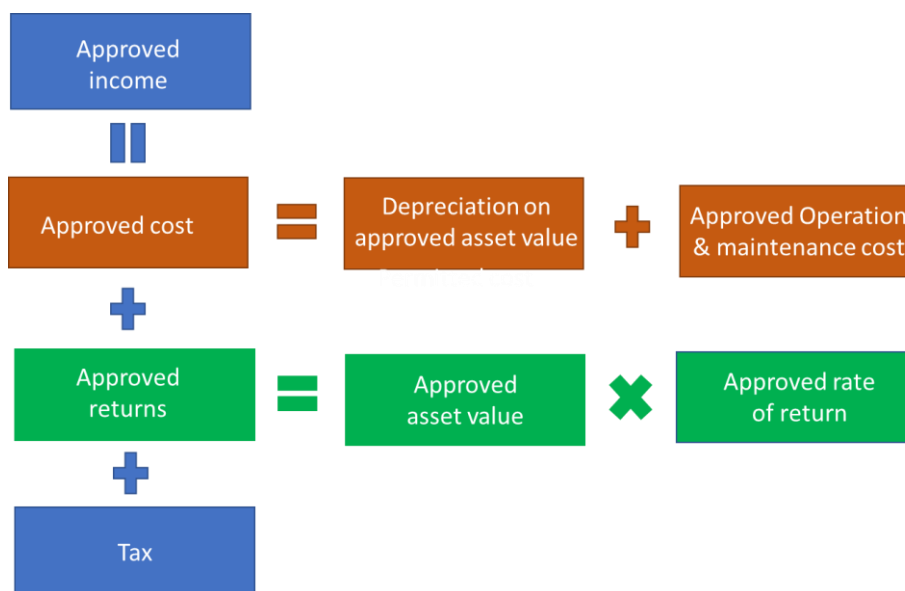 Approved
income
Approved cost
Depreciation on
approved asset value
Approved Operation
& maintenance cost
Approved
returns
Approved
asset value
Approved rate
of return
Tax